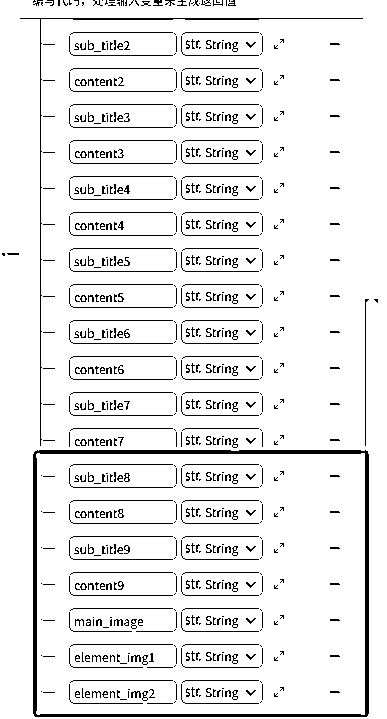 编写代码，处理输入变量来生成返回值
sub_title2 str. String
content2 str. String
sub_title3 str. String
content3 str. String
sub_title4 str. String
content4 str. String
sub_title5 str. String
content5 str. String
sub_title6 str. String
content6 str. String
sub_title7 str. String
content7 str. String
sub_title8 str. String
content8 str. String
sub_title9 str. String
content9 str. String
main_image str. String
element_img1 str. String
element_img2 str. String